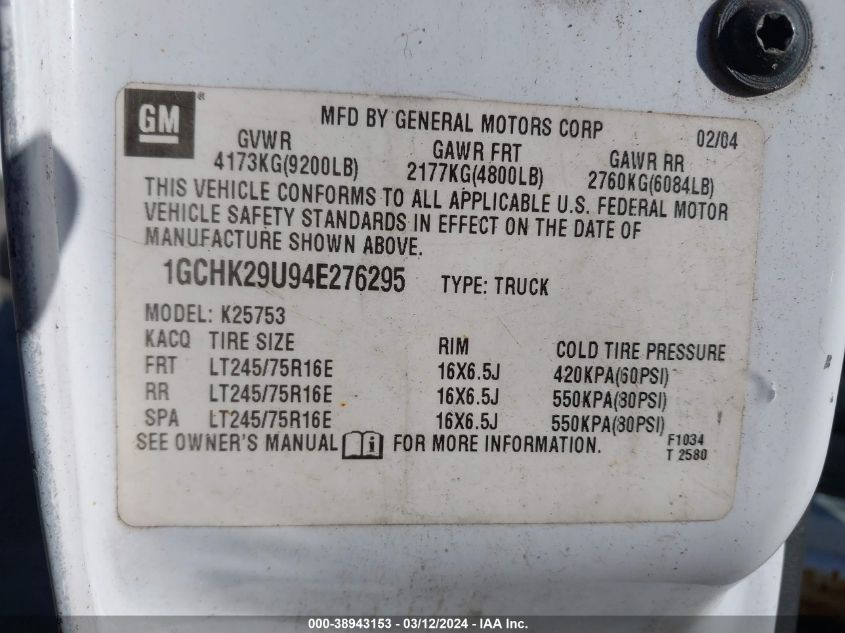 GM ®
MFD BY GENERAL MOTORS CORP 02/04
GVWR GAWR FRT GAWR RR
4173KG(9200LB) 2177KG(4800LB) 2760KG(6084LB)
THIS VEHICLE CONFORMS TO ALL APPLICABLE U.S. FEDERAL MOTOR
VEHICLE SAFETY STANDARDS IN EFFECT ON THE DATE OF
MANUFACTURE SHOWN ABOVE.
1GCHK29U94E276295 TYPE: TRUCK
MODEL: K25753
KACQ TIRE SIZE RIM COLD TIRE PRESSURE
FRT LT245/75R16E 16X6.5J 420KPA(60PSI)
RR LT245/75R16E 16X6.5J 550KPA(80PSI)
SPA LT245/75R16E 16X6.5J 550KPA(80PSI)
SEE OWNER'S MANUAL i FOR MORE INFORMATION.
F1034
T 2580
000-38943153 - 03/12/2024 - IAA Inc.